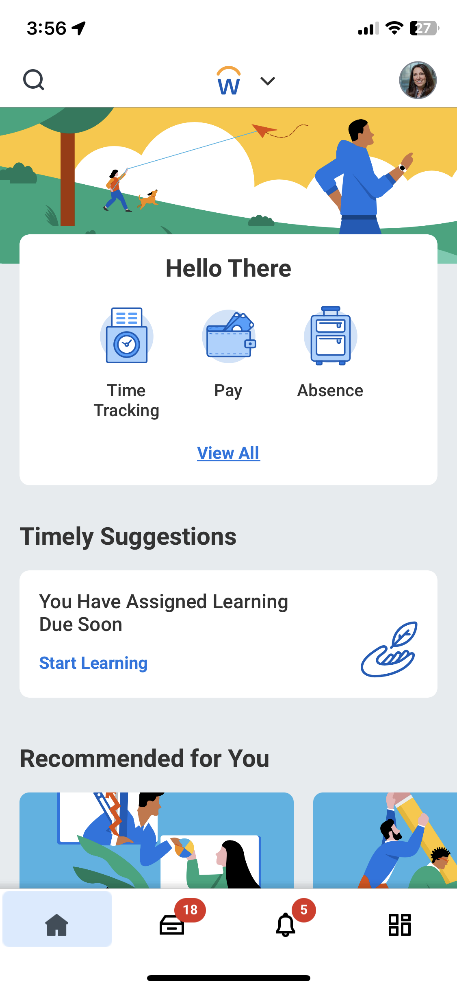 3:56
27
W
Hello There
Time
Tracking
Pay
Absence
View All
Timely Suggestions
You Have Assigned Learning
Due Soon
Start Learning
Recommended for You
18
5